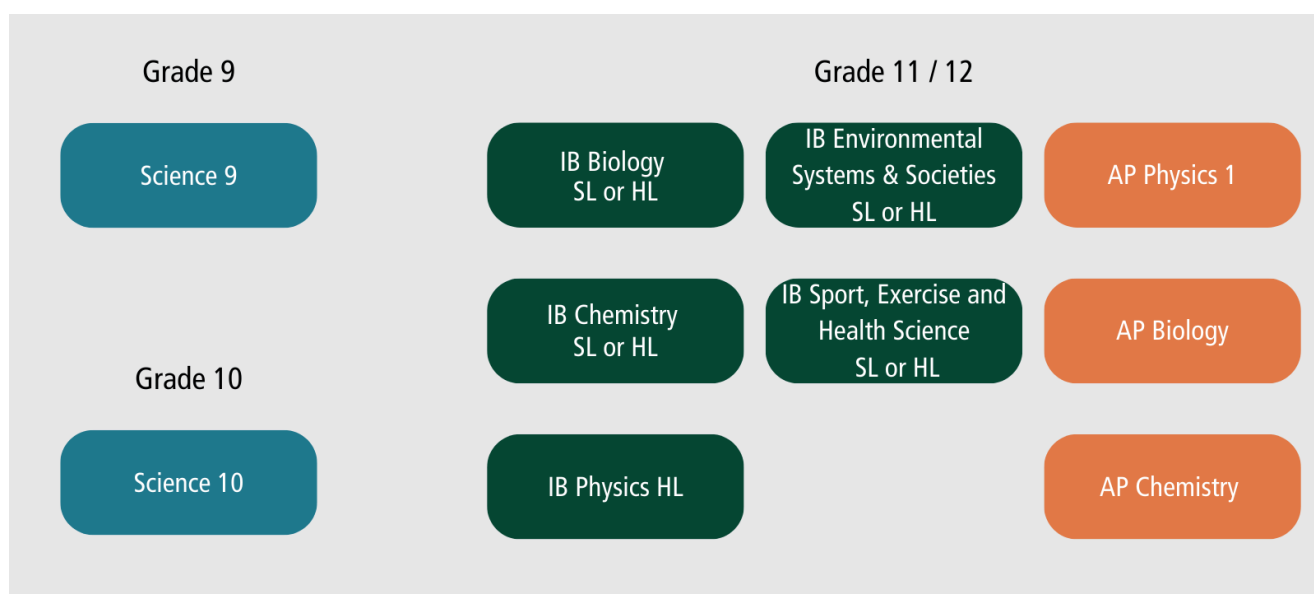 Grade 9
Science 9
Grade 10
Science 10
Grade 11 / 12
IB Biology
SL or HL
IB Environmental
Systems & Societies
SL or HL
AP Physics 1
IB Chemistry
SL or HL
IB Sport, Exercise and
Health Science
SL or HL
AP Biology
IB Physics HL
AP Chemistry